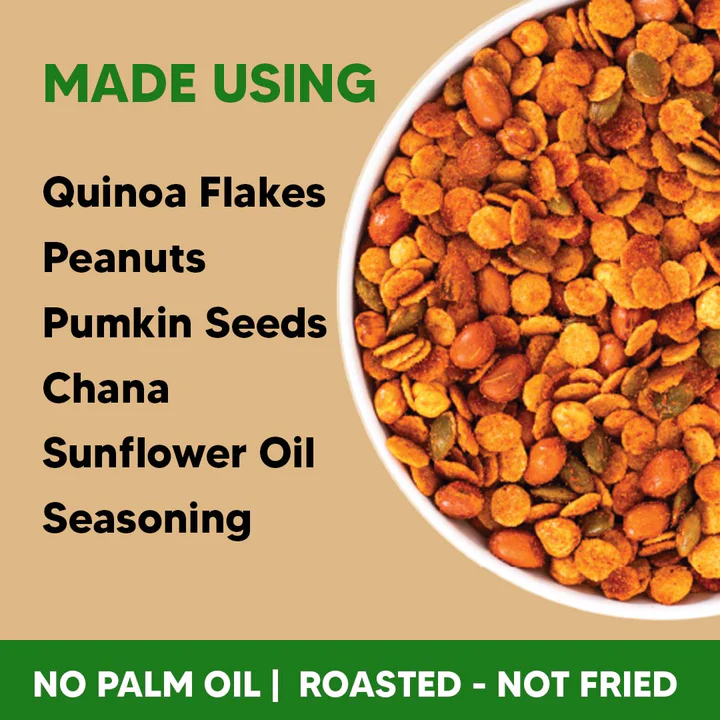 MADE USING
Quinoa Flakes
Peanuts
Pumkin Seeds
Chana
Sunflower Oil
Seasoning
NO PALM OIL | ROASTED - NOT FRIED